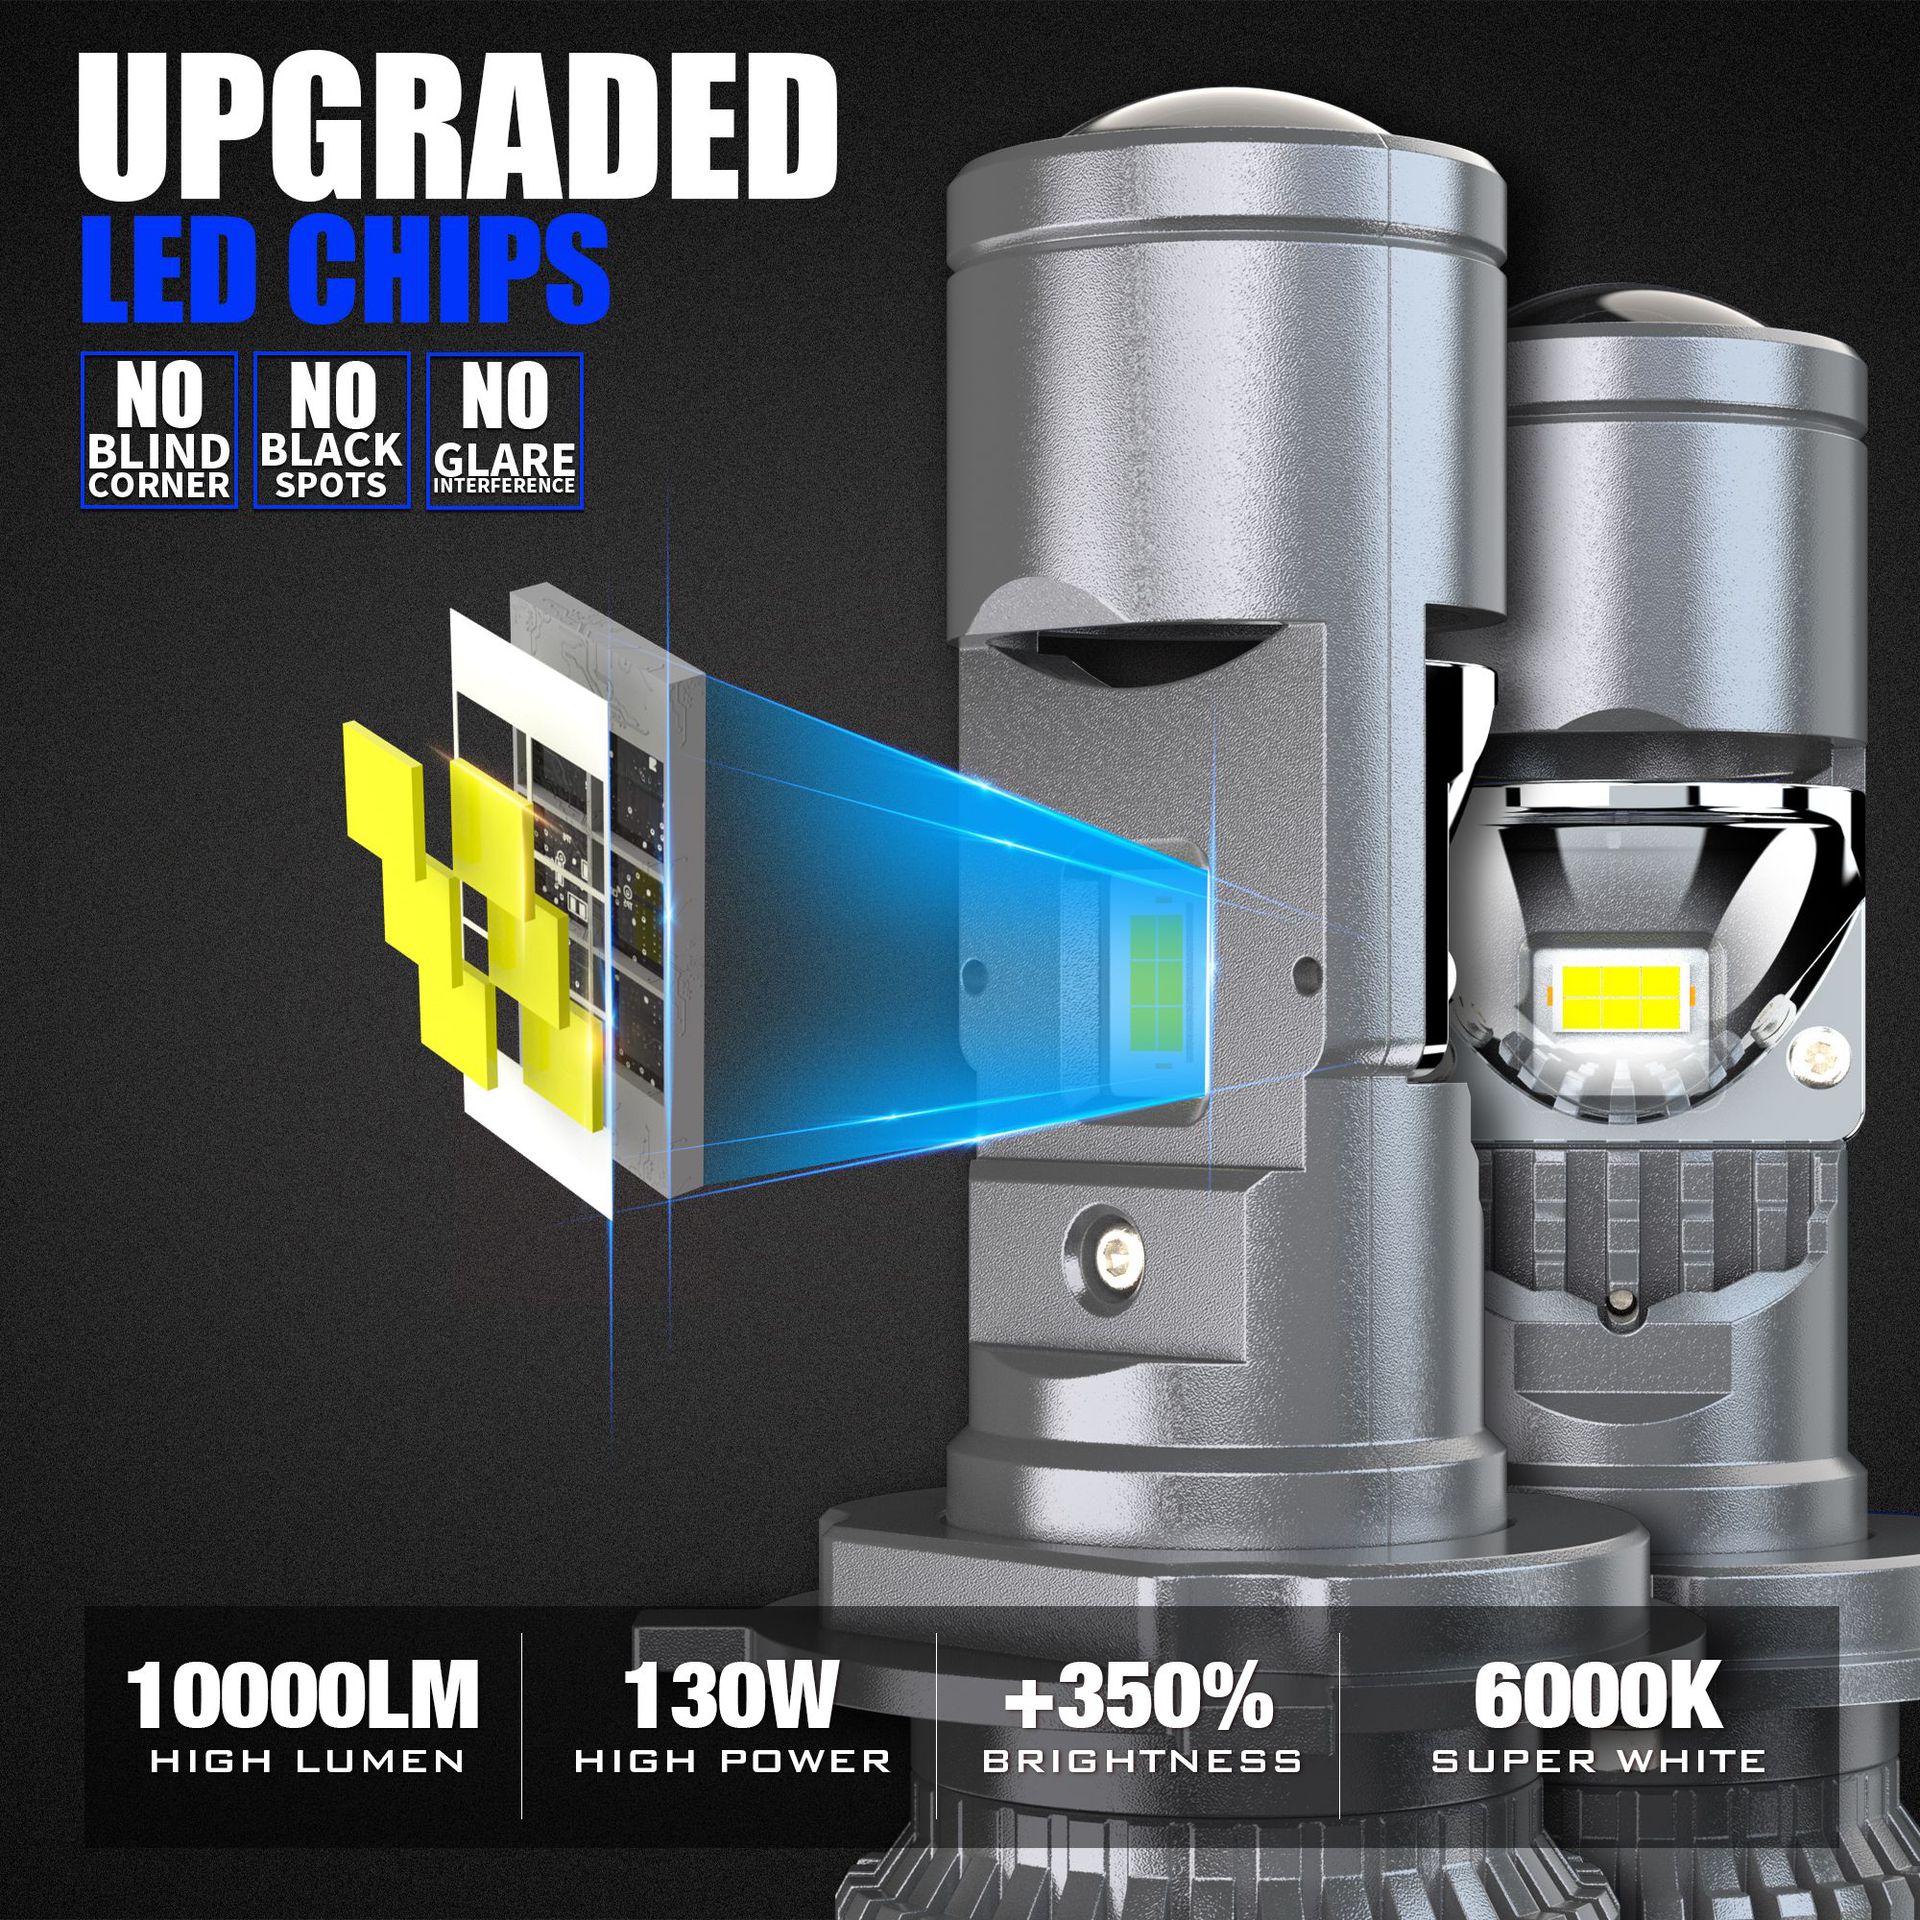 UPGRADED
LED CHIPS
NO
BLIND
CORNER
NO
BLACK
SPOTS
NO
GLARE
INTERFERENCE
10000LM
HIGH LUMEN
130W
HIGH POWER
+350%
BRIGHTNESS
6000K
SUPER WHITE